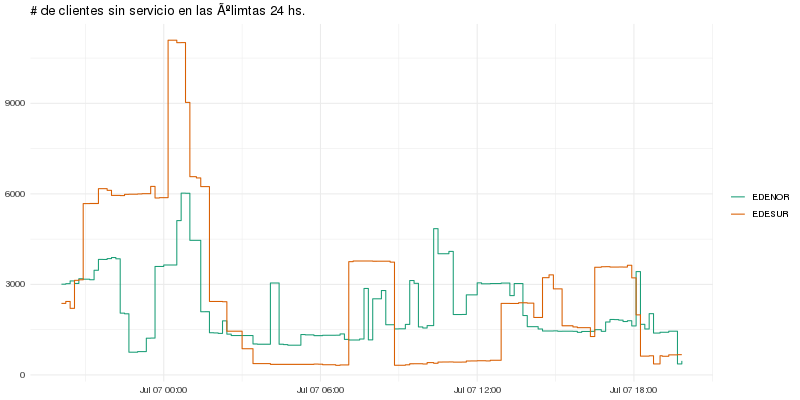 # de clientes sin servicio en las Ãºlimtas 24 hs.
9000
6000
3000
0
Jul 07 00:00
Jul 07 06:00
Jul 07 12:00
Jul 07 18:00
EDENOR
EDESUR